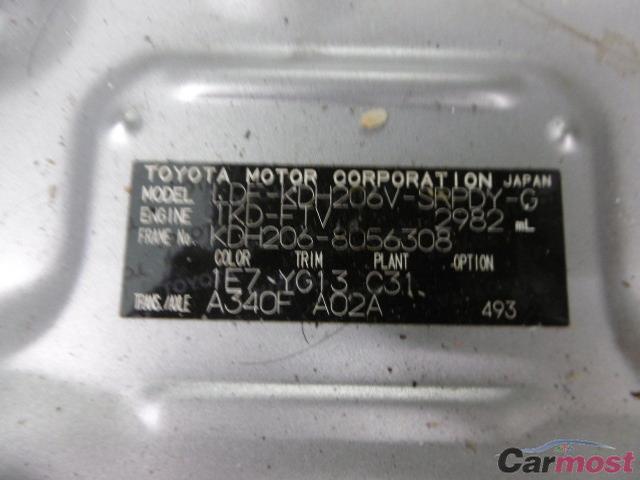 TOYOTA MOTOR CORPORATION JAPAN
MODEL LDF-KDH206V-SRPDY-G
ENGINE 1KD-FTV 2982 mL
FRAME No. KDH206-8056308
COLOR TRIM PLANT OPTION
1E7 YG13 C31
TRANS./AXLE A340F A02A 493
Carmost